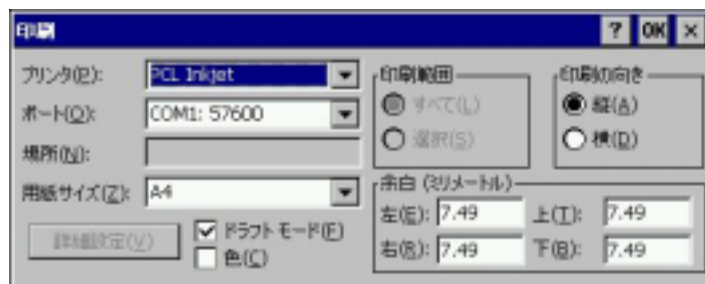 印刷 ? OK ×
プリンタ(P): PCL Inkjet
ポート(O): COM1: 57600
場所(N):
用紙サイズ(Z): A4
詳細設定(V)
ドラフト モード(F)
色(C)
印刷範囲
すべて(L)
選択(S)
印刷の向き
縦(A)
横(D)
余白 (ミリメートル)
左(E): 7.49 上(T): 7.49
右(R): 7.49 下(B): 7.49